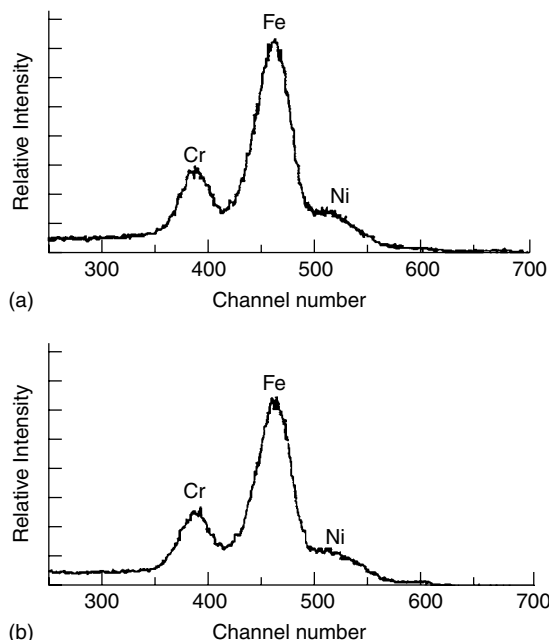 Relative Intensity
Fe
Cr
Ni
300 400 500 600 700
(a)
Channel number
Relative Intensity
Fe
Cr
Ni
300 400 500 600 700
(b)
Channel number